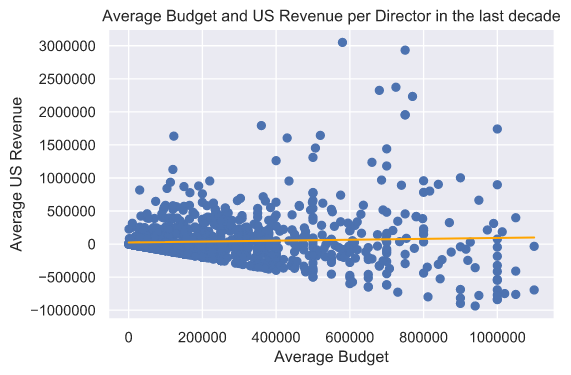 Average Budget and US Revenue per Director in the last decade
3000000
2500000
2000000
1500000
1000000
500000
0
−500000
−1000000
Average US Revenue
0 200000 400000 600000 800000 1000000
Average Budget